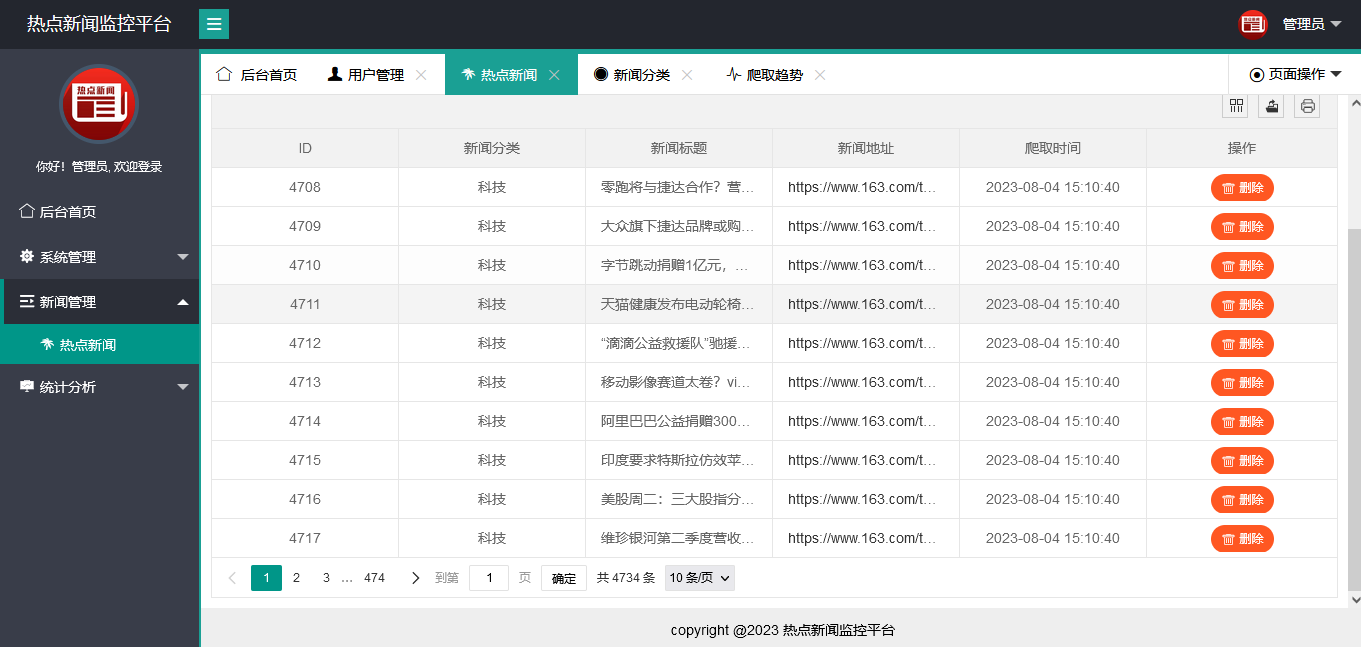 热点新闻监控平台
管理员
热点新闻
你好！管理员, 欢迎登录
后台首页
系统管理
新闻管理
热点新闻
统计分析
后台首页 用户管理 热点新闻 新闻分类 爬取趋势 页面操作
ID 新闻分类 新闻标题 新闻地址 爬取时间 操作
4708 科技 零跑将与捷达合作？营... https://www.163.com/t... 2023-08-04 15:10:40 删除
4709 科技 大众旗下捷达品牌或购... https://www.163.com/t... 2023-08-04 15:10:40 删除
4710 科技 字节跳动捐赠1亿元，... https://www.163.com/t... 2023-08-04 15:10:40 删除
4711 科技 天猫健康发布电动轮椅... https://www.163.com/t... 2023-08-04 15:10:40 删除
4712 科技 “滴滴公益救援队”驰援... https://www.163.com/t... 2023-08-04 15:10:40 删除
4713 科技 移动影像赛道太卷？vi... https://www.163.com/t... 2023-08-04 15:10:40 删除
4714 科技 阿里巴巴公益捐赠300... https://www.163.com/t... 2023-08-04 15:10:40 删除
4715 科技 印度要求特斯拉仿效苹... https://www.163.com/t... 2023-08-04 15:10:40 删除
4716 科技 美股周二：三大股指分... https://www.163.com/t... 2023-08-04 15:10:40 删除
4717 科技 维珍银河第二季度营收... https://www.163.com/t... 2023-08-04 15:10:40 删除
1 2 3 ... 474 到第 1 页 确定 共 4734 条 10 条/页
copyright @2023 热点新闻监控平台